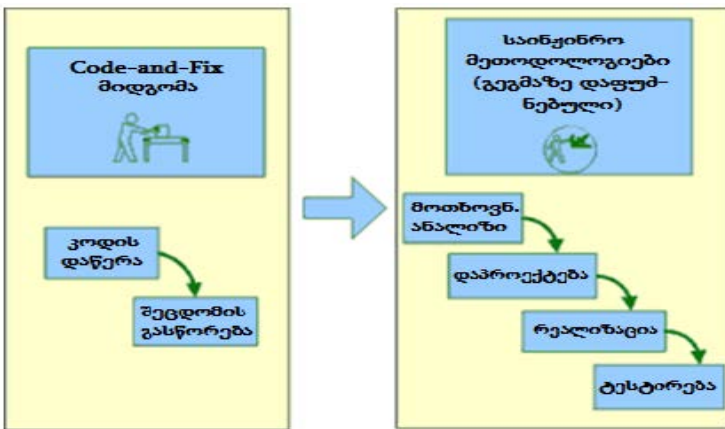 Code-and-Fix
მიდგომა
კოდის
დაწერა
შეცდომის
გასწორება
საინჟინრო
მეთოდოლოგიები
(გეგმაზე დაფუძ-
ნებული)
მოთხოვნ.
ანალიზი
დაპროექტება
რეალიზაცია
ტესტირება